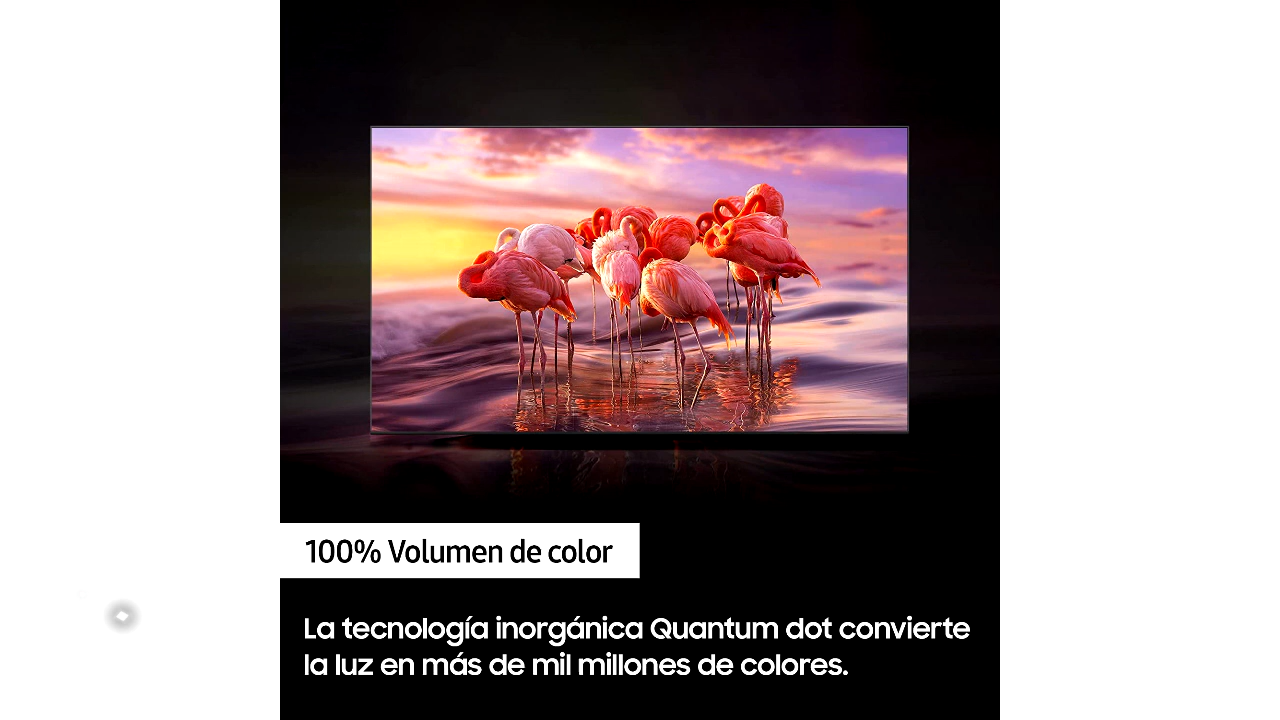 100% Volumen de color
La tecnología inorgánica Quantum dot convierte
la luz en más de mil millones de colores.